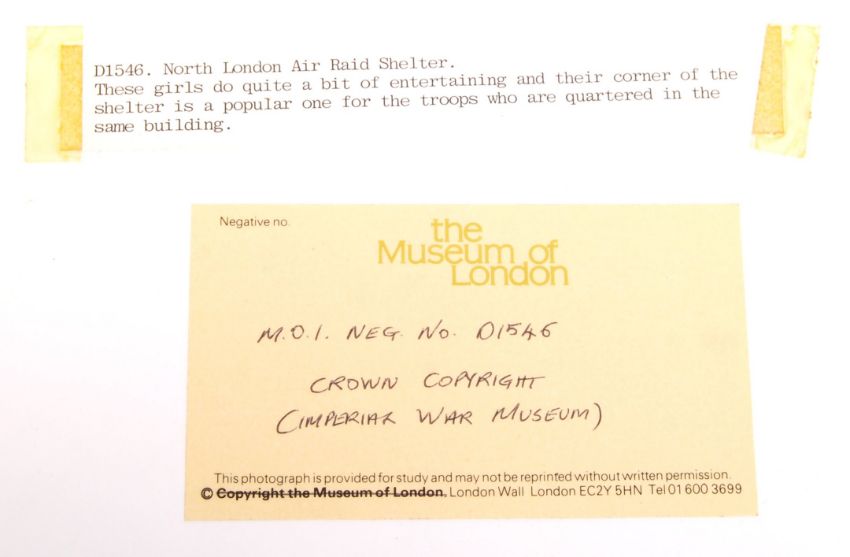 D1546. North London Air Raid Shelter.
These girls do quite a bit of entertaining and their corner of the
shelter is a popular one for the troops who are quartered in the
same building.
Negative no.
the
Museum of
London
M.O.I. NEG. No. D1546
CROWN COPYRIGHT
(IMPERIAL WAR MUSEUM)
This photograph is provided for study and may not be reprinted without written permission.
© Copyright the Museum of London, London Wall London EC2Y 5HN Tel 01 600 3699